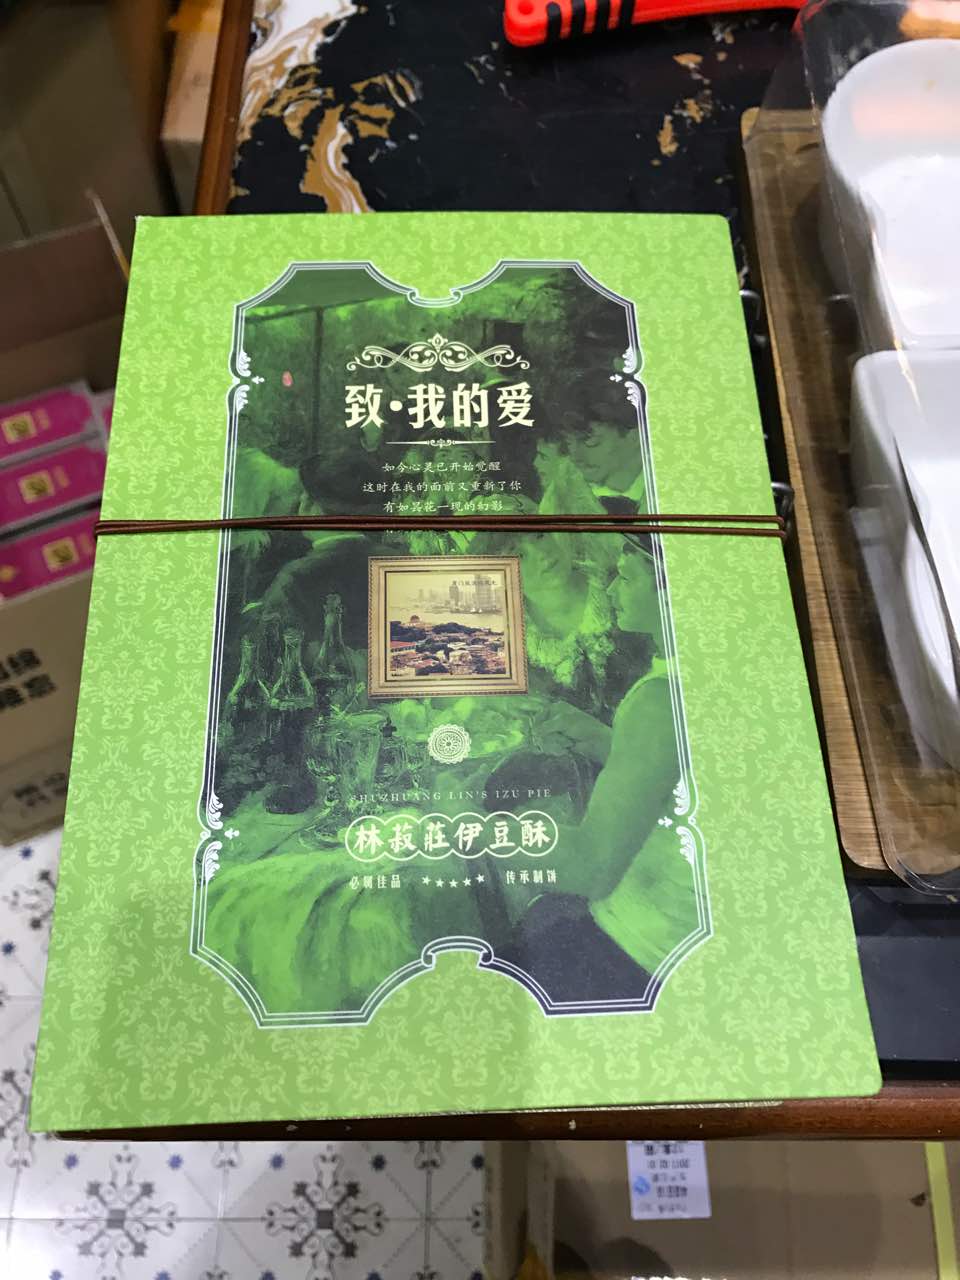 致·我的爱
如今心灵已开始觉醒
这时在我的面前又重新了你
有如昙花一现的幻影
SHUZHUANG LIN'S IZU PIE
林菽莊伊豆酥
必属佳品 ★★★★★ 传承制饼